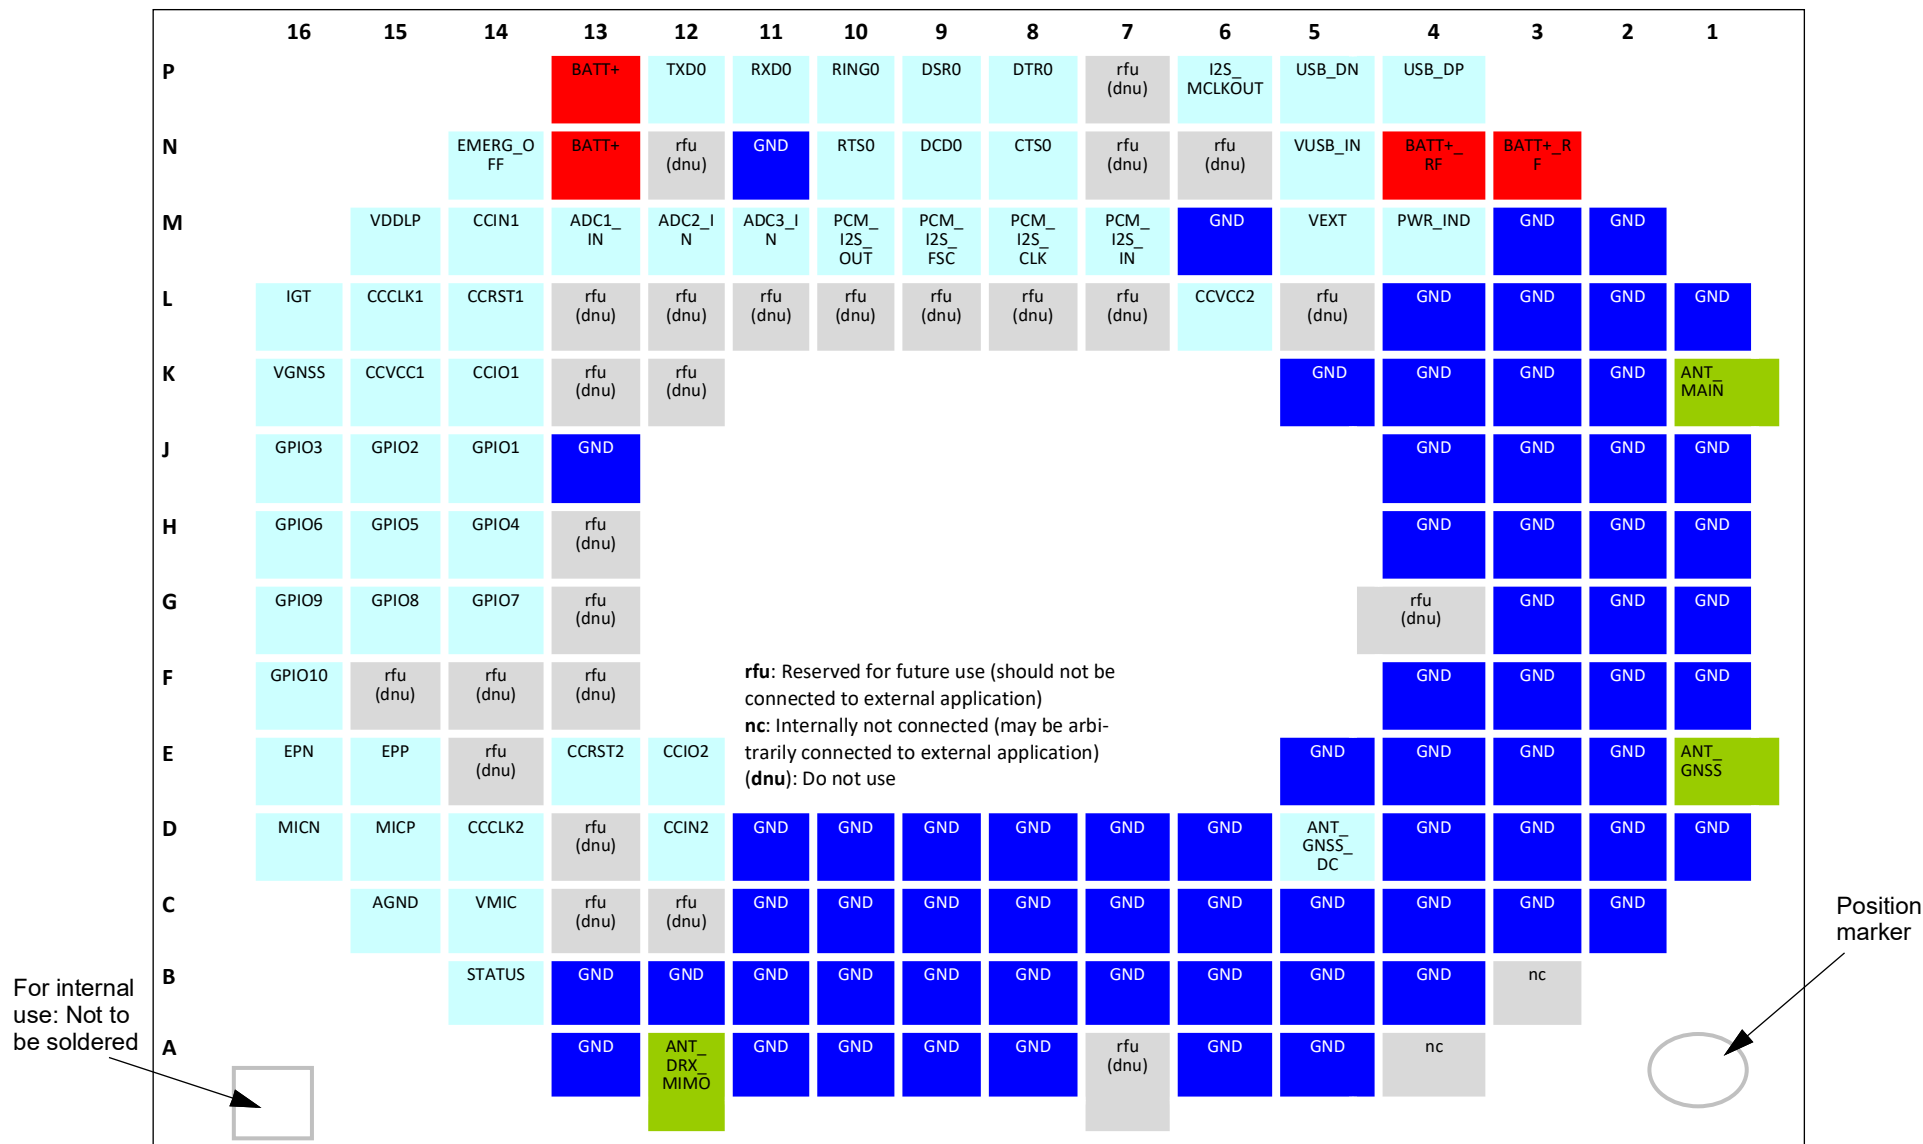 16 15 14 13 12 11 10 9 8 7 6 5 4 3 2 1
P BATT+ TXD0 RXD0 RING0 DSR0 DTR0 rfu (dnu) I2S_ MCLKOUT USB_DN USB_DP
N EMERG_O FF BATT+ rfu (dnu) GND RTS0 DCD0 CTS0 rfu (dnu) rfu (dnu) VUSB_IN BATT+_ RF BATT+_R F
M VDDLP CCIN1 ADC1_ IN ADC2_I N ADC3_I N PCM_ I2S_ OUT PCM_ I2S_ FSC PCM_ I2S_ CLK PCM_ I2S_ IN GND VEXT PWR_IND GND GND
L IGT CCCLK1 CCRST1 rfu (dnu) rfu (dnu) rfu (dnu) rfu (dnu) rfu (dnu) rfu (dnu) rfu (dnu) CCVCC2 rfu (dnu) GND GND GND GND
K VGNSS CCVCC1 CCIO1 rfu (dnu) rfu (dnu) GND GND GND GND ANT_ MAIN
J GPIO3 GPIO2 GPIO1 GND GND GND GND GND
H GPIO6 GPIO5 GPIO4 rfu (dnu) GND GND GND GND
G GPIO9 GPIO8 GPIO7 rfu (dnu) rfu (dnu) GND GND GND
F GPIO10 rfu (dnu) rfu (dnu) rfu (dnu) GND GND GND GND
rfu: Reserved for future use (should not be
connected to external application)
nc: Internally not connected (may be arbi-
trarily connected to external application)
(dnu): Do not use
E EPN EPP rfu (dnu) CCRST2 CCIO2 GND GND GND GND ANT_ GNSS
D MICN MICP CCCLK2 rfu (dnu) CCIN2 GND GND GND GND GND GND ANT_ GNSS_ DC GND GND GND GND
C AGND VMIC rfu (dnu) rfu (dnu) GND GND GND GND GND GND GND GND GND GND
B STATUS GND GND GND GND GND GND GND GND GND GND nc
A GND ANT_ DRX_ MIMO GND GND GND GND rfu (dnu) GND GND nc
For internal
use: Not to
be soldered
Position
marker